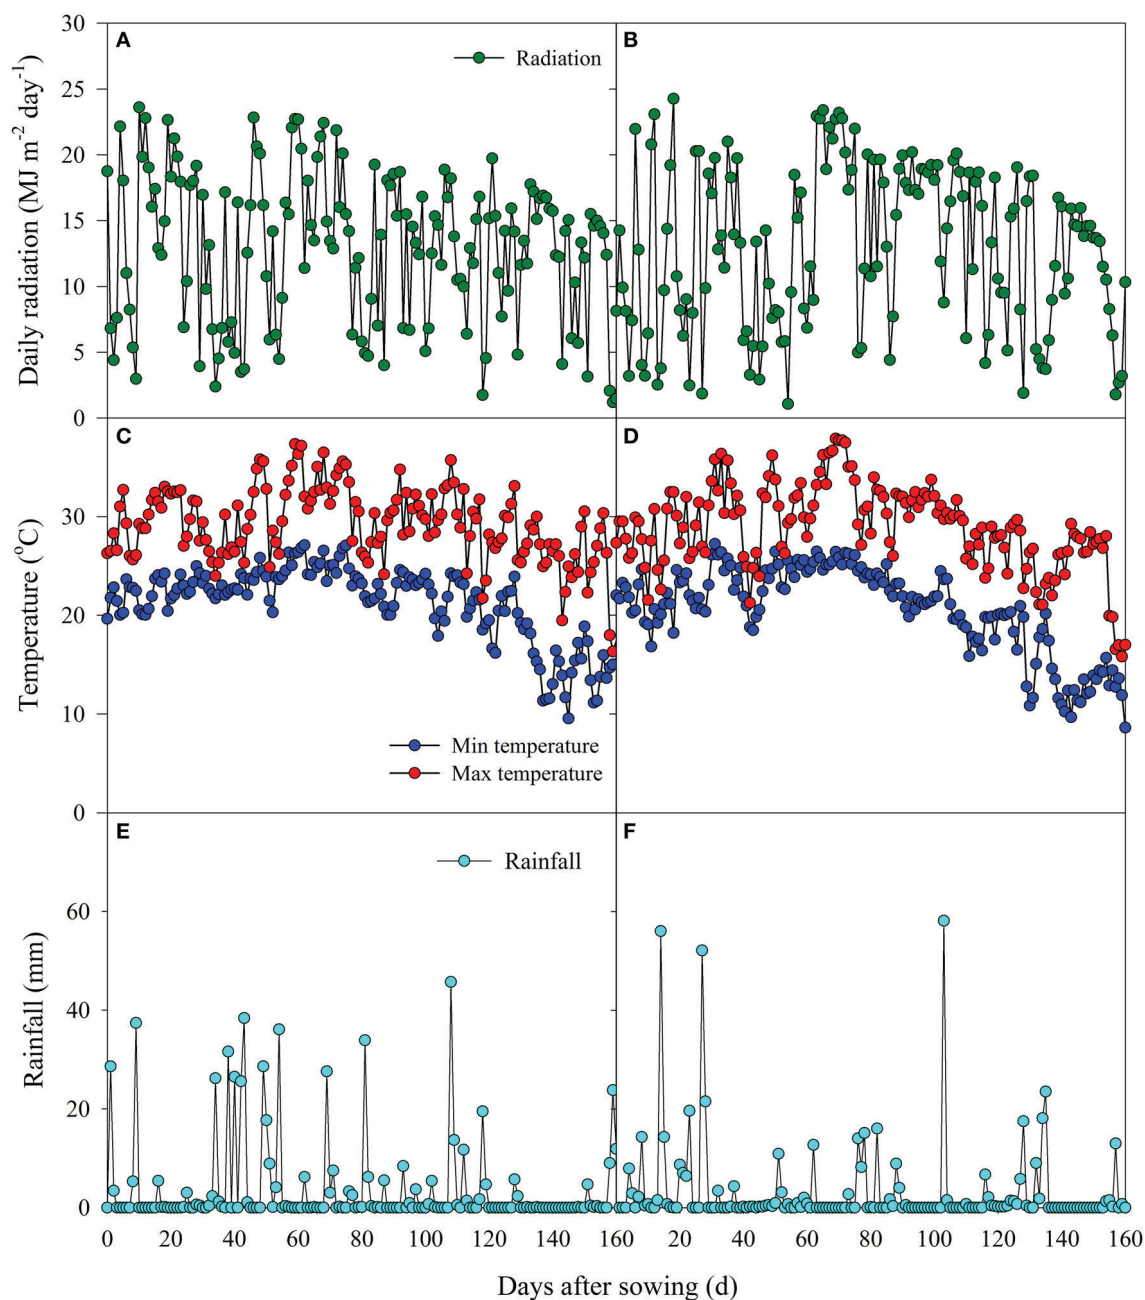 A
B
Radiation
30
25
20
15
10
5
0
Daily radiation (MJ m⁻² day⁻¹)
C
D
40
30
20
10
0
Temperature (°C)
Min temperature
Max temperature
E
F
Rainfall
60
40
20
0
Rainfall (mm)
0 20 40 60 80 100 120 140 160 20 40 60 80 100 120 140 160
Days after sowing (d)